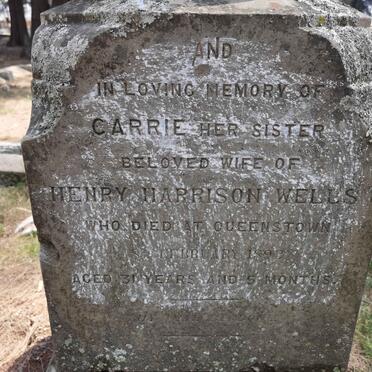 AND
IN LOVING MEMORY OF
CARRIE HER SISTER
BELOVED WIFE OF
HENRY HARRISON WELLS
WHO DIED AT QUEENSTOWN
FEBRUARY
AGED 31 YEARS AND 5 MONTHS.